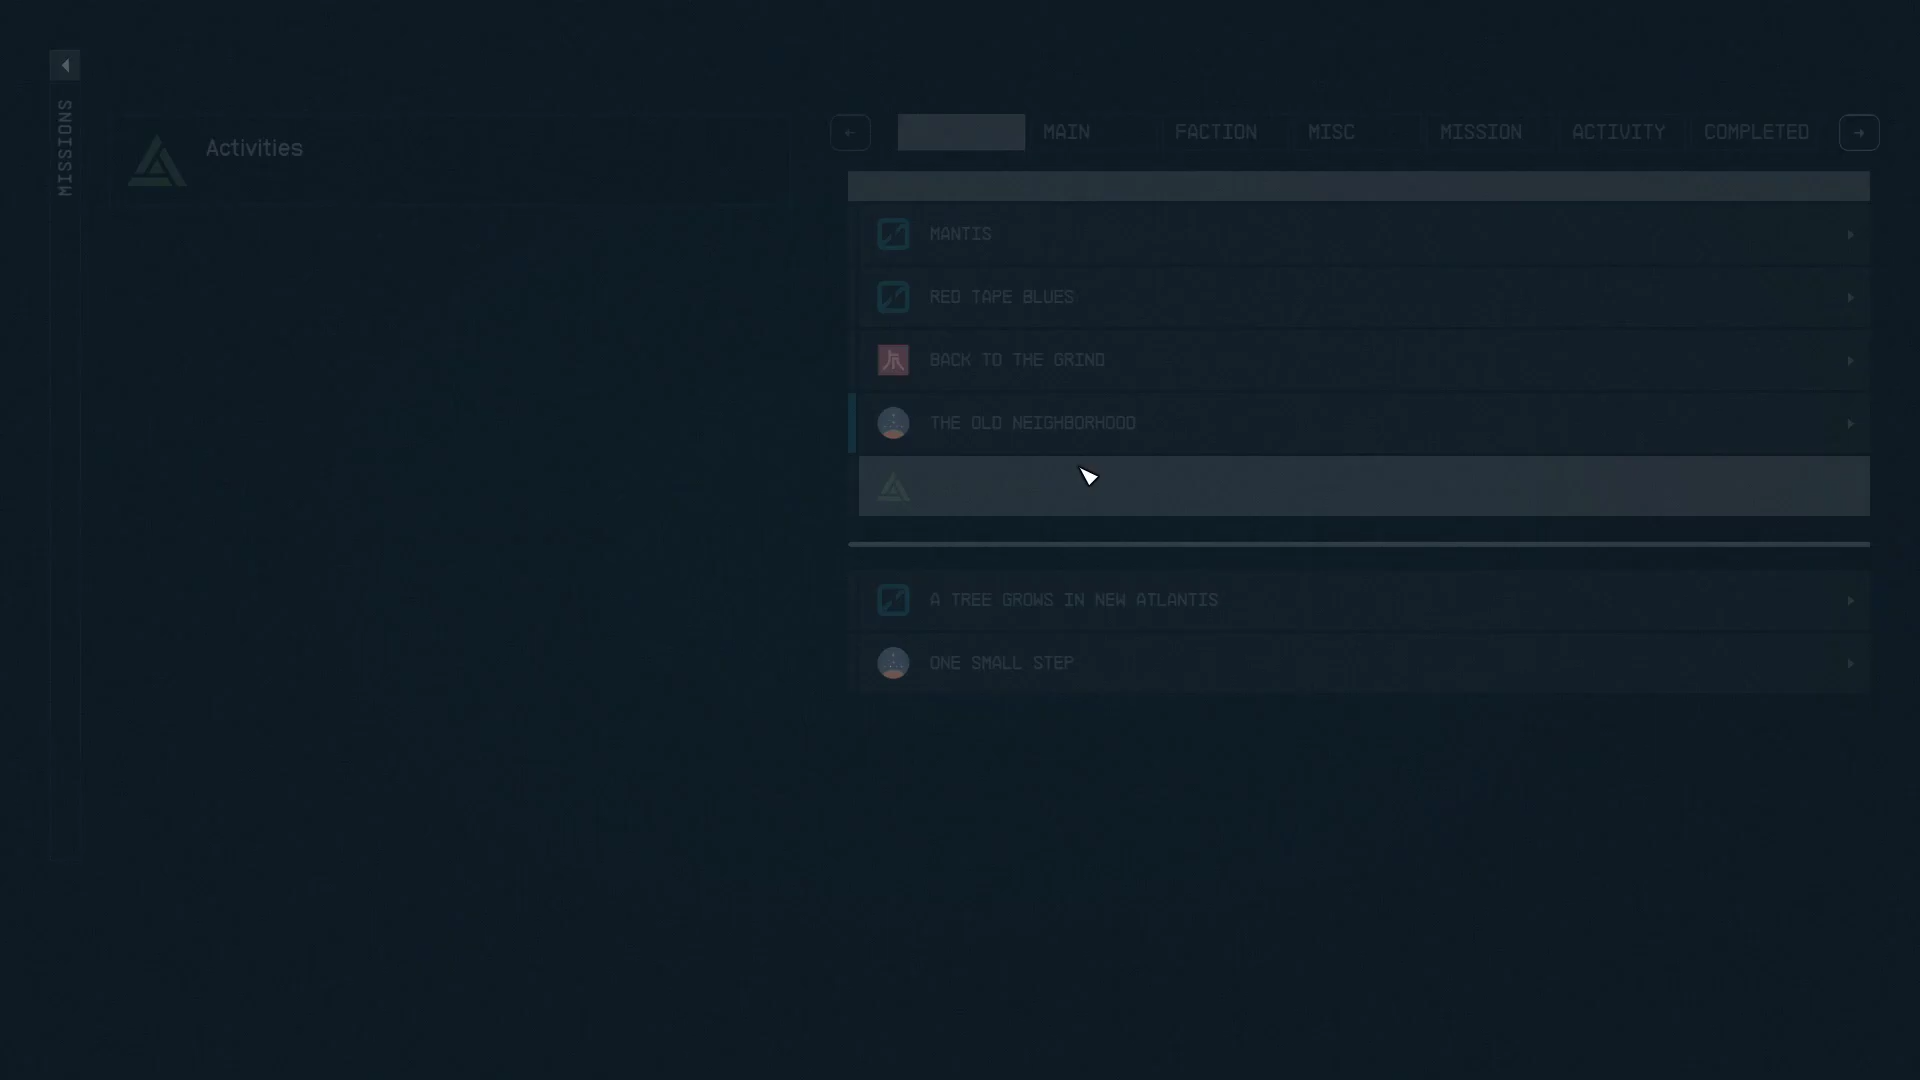 MISSIONS
Activities
MAIN
FACTION
MISC
MISSION
ACTIVITY
COMPLETED
MANTIS
RED TAPE BLUES
BACK TO THE GRIND
THE OLD NEIGHBORHOOD
A TREE GROWS IN NEW ATLANTIS
ONE SMALL STEP